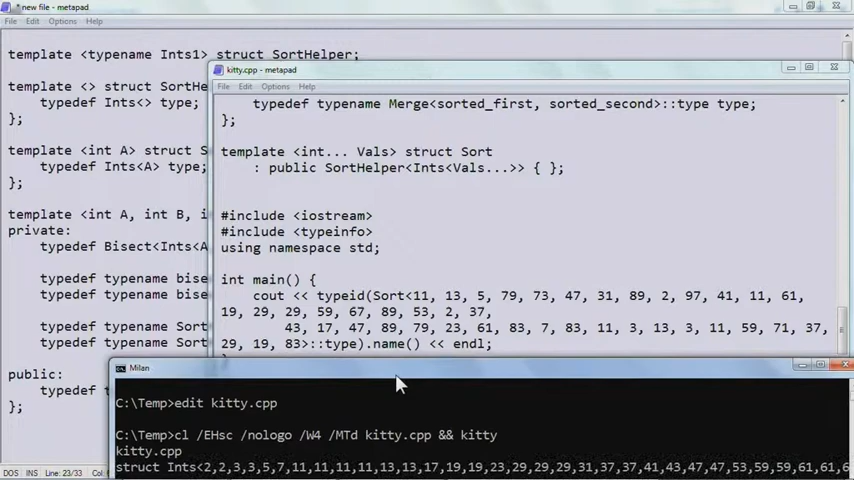 * new file - metapad
File Edit Options Help
template <typename Ints1> struct SortHelper;
template <> struct SortHe
typedef Ints<> type;
};
template <int A> struct S
typedef Ints<A> type;
};
template <int A, int B, i
private:
typedef Bisect<Ints<A
typedef typename bise
typedef typename bise
typedef typename Sort
typedef typename Sort
public:
typedef t
};
DOS INS Line: 23/33
kitty.cpp - metapad
File Edit Options Help
typedef typename Merge<sorted_first, sorted_second>::type type;
};
template <int... Vals> struct Sort
: public SortHelper<Ints<Vals...>> { };
#include <iostream>
#include <typeinfo>
using namespace std;
int main() {
cout << typeid(Sort<11, 13, 5, 79, 73, 47, 31, 89, 2, 97, 41, 11, 61,
19, 29, 29, 59, 67, 89, 53, 2, 37,
43, 17, 47, 89, 79, 23, 61, 83, 7, 83, 11, 3, 13, 3, 11, 59, 71, 37,
29, 19, 83>::type).name() << endl;
Milan
C:\Temp>edit kitty.cpp
C:\Temp>cl /EHsc /nologo /W4 /MTd kitty.cpp && kitty
kitty.cpp
struct Ints<2,2,3,3,5,7,11,11,11,11,13,13,17,19,19,23,29,29,29,31,37,37,41,43,47,47,53,59,59,61,61,6